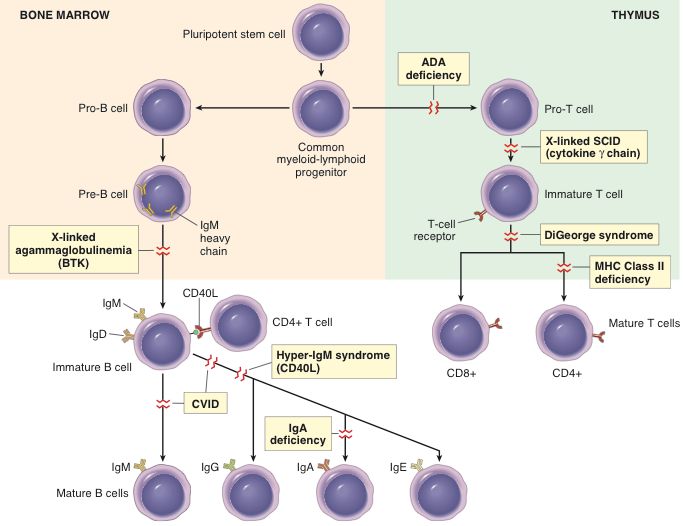 BONE MARROW
THYMUS
Pluripotent stem cell
ADA
deficiency
Pro-B cell
Common
myeloid-lymphoid
progenitor
Pro-T cell
X-linked SCID
(cytokine γ chain)
Pre-B cell
IgM
heavy
chain
Immature T cell
T-cell
receptor
X-linked
agammaglobulinemia
(BTK)
DiGeorge syndrome
MHC Class II
deficiency
IgM
CD40L
IgD
CD4+ T cell
Mature T cells
Immature B cell
Hyper-IgM syndrome
(CD40L)
CD8+
CD4+
CVID
IgA
deficiency
IgM
IgG
IgA
IgE
Mature B cells